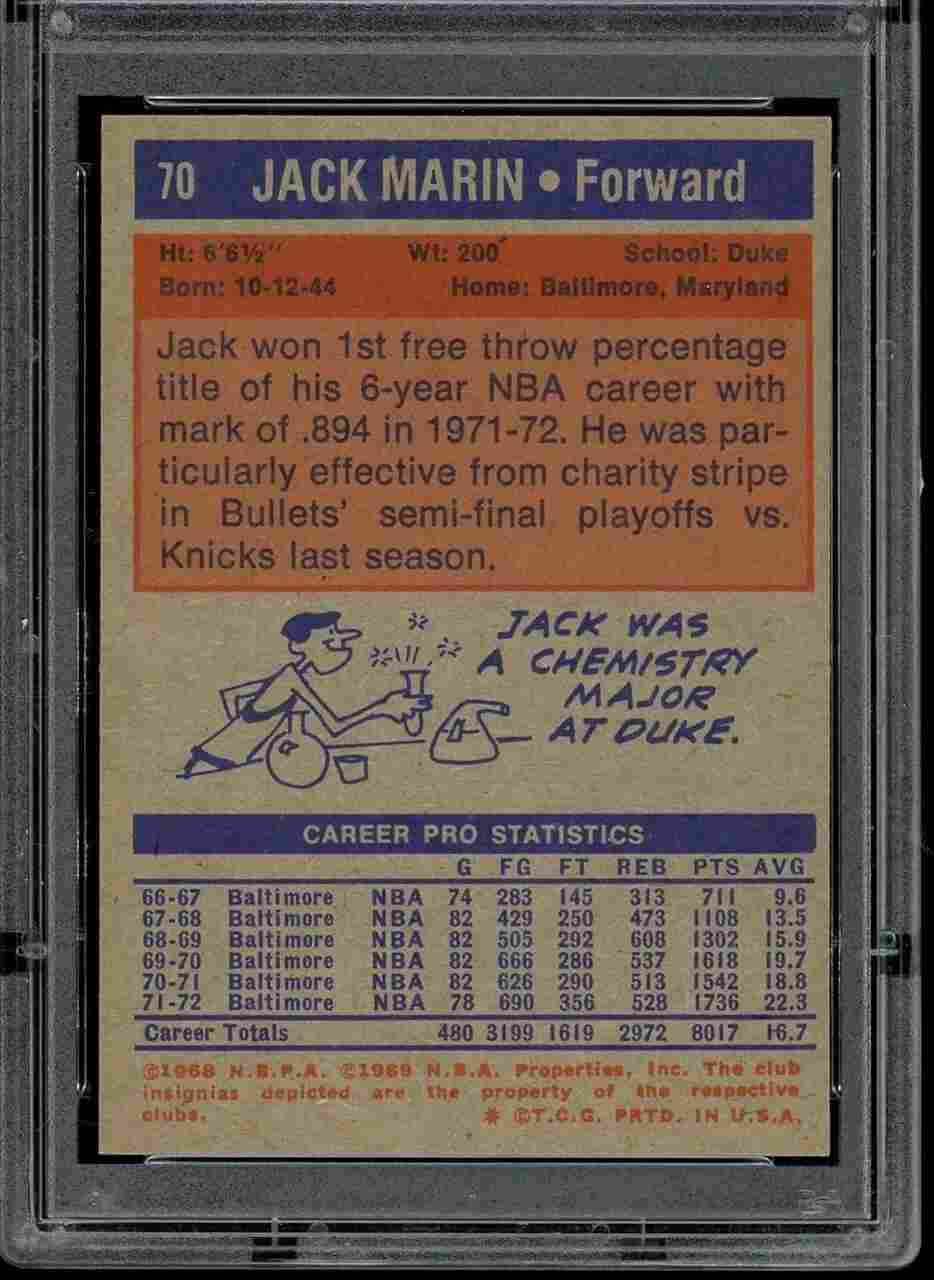 70 JACK MARIN • Forward
Ht: 6'6½" Wt: 200 School: Duke
Born: 10-12-44 Home: Baltimore, Maryland
Jack won 1st free throw percentage
title of his 6-year NBA career with
mark of .894 in 1971-72. He was par-
ticularly effective from charity stripe
in Bullets' semi-final playoffs vs.
Knicks last season.
JACK WAS
A CHEMISTRY
MAJOR
AT DUKE.
CAREER PRO STATISTICS
G FG FT REB PTS AVG
66-67 Baltimore NBA 74 283 145 313 711 9.6
67-68 Baltimore NBA 82 429 250 473 1108 13.5
68-69 Baltimore NBA 82 505 292 608 1302 15.9
69-70 Baltimore NBA 82 666 286 537 1618 19.7
70-71 Baltimore NBA 82 626 290 513 1542 18.8
71-72 Baltimore NBA 78 690 356 528 1736 22.3
Career Totals 480 3199 1619 2972 8017 16.7
©1968 N.B.P.A. ©1969 N.B.A. Properties, Inc. The club
insignias depicted are the property of the respective
clubs. * ©T.C.G. PRTD. IN U.S.A.